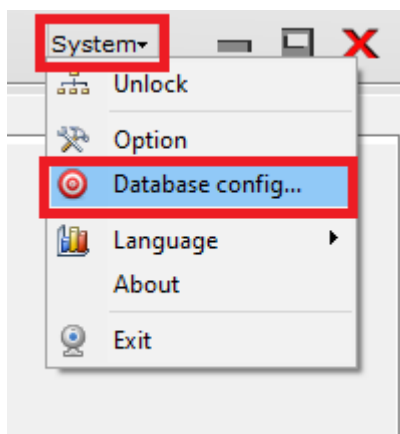 System
Unlock
Option
Database config...
Language
About
Exit